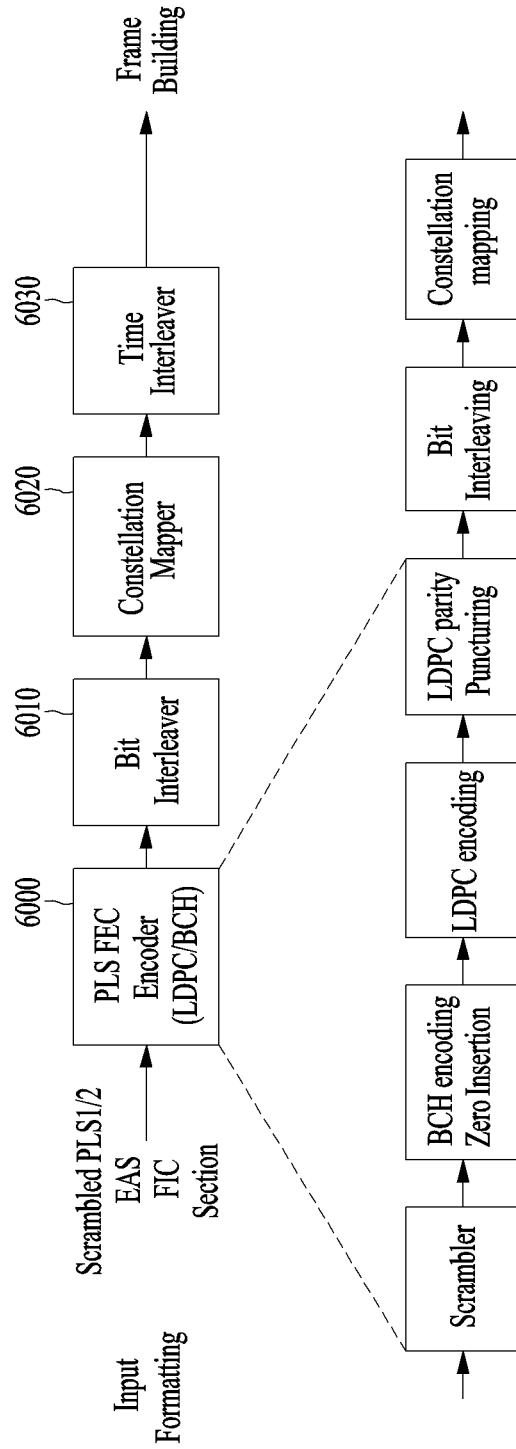 Input
Formatting
Scrambled PLS1/2
EAS
FIC
Section
6000
PLS FEC
Encoder
(LDPC/BCH)
6010
Bit
Interleaver
6020
Constellation
Mapper
6030
Time
Interleaver
Frame
Building
Scrambler
BCH encoding
Zero Insertion
LDPC encoding
LDPC parity
Puncturing
Bit
Interleaving
Constellation
mapping